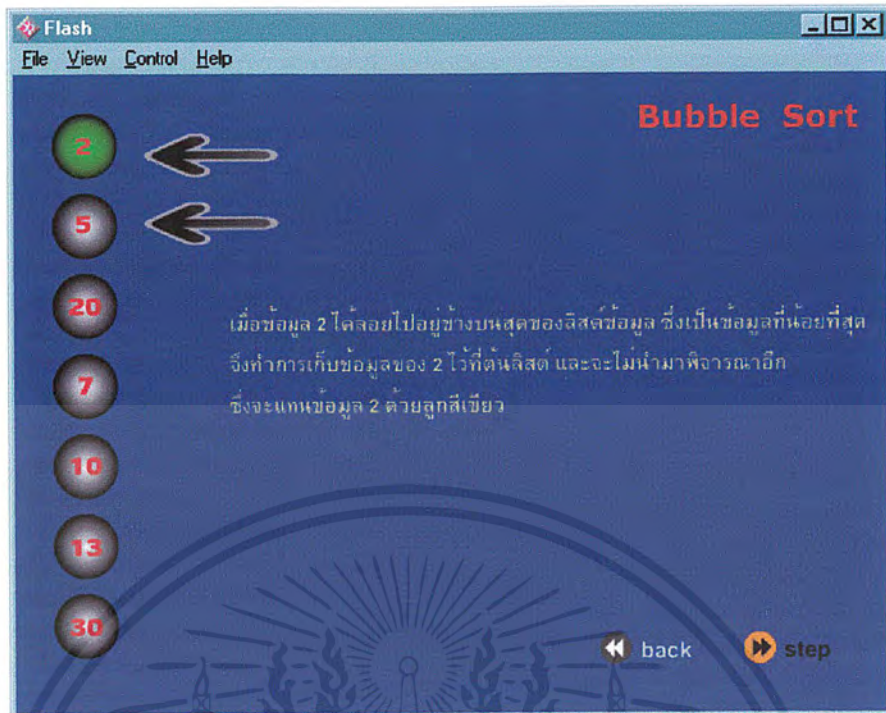 Flash
File View Control Help
Bubble Sort
2
5
20
7
10
13
30
เมื่อข้อมูล 2 ได้ลอยไปอยู่ข้างบนสุดของลิสต์ข้อมูล ซึ่งเป็นข้อมูลที่น้อยที่สุด
จึงทำการเก็บข้อมูลของ 2 ไว้ที่ต้นลิสต์ และจะไม่นำมาพิจารณาอีก
ซึ่งจะแทนข้อมูล 2 ด้วยลูกสีเขียว
back step